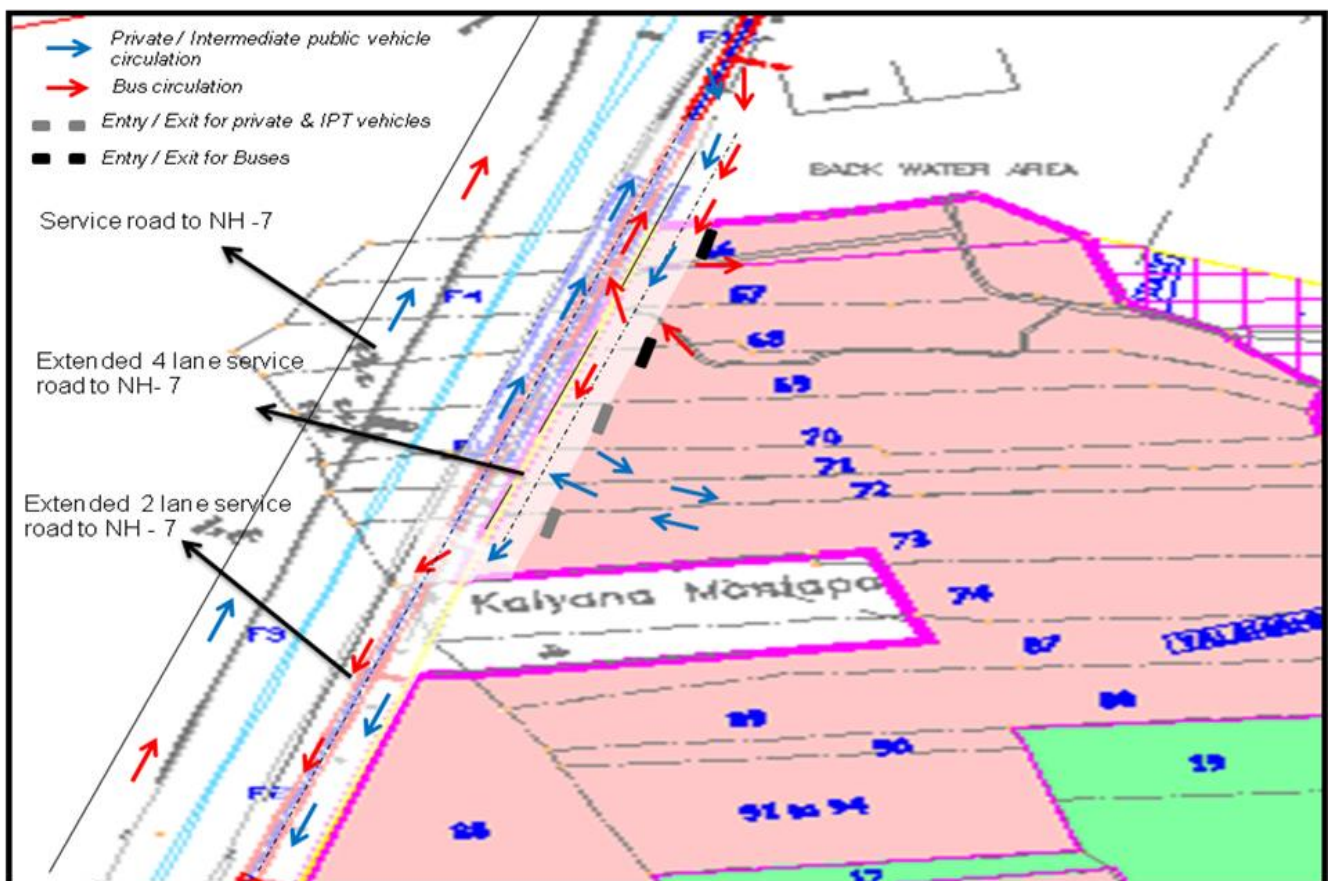 Private / Intermediate public vehicle
circulation
Bus circulation
Entry / Exit for private & IPT vehicles
Entry / Exit for Buses
Service road to NH -7
Extended 4 lane service
road to NH- 7
Extended 2 lane service
road to NH - 7
BACK WATER AREA
F4
67
68
69
70
71
72
73
Kalyana Mantapa
74
F3
87
89
90
19
F2
91 to 94
17